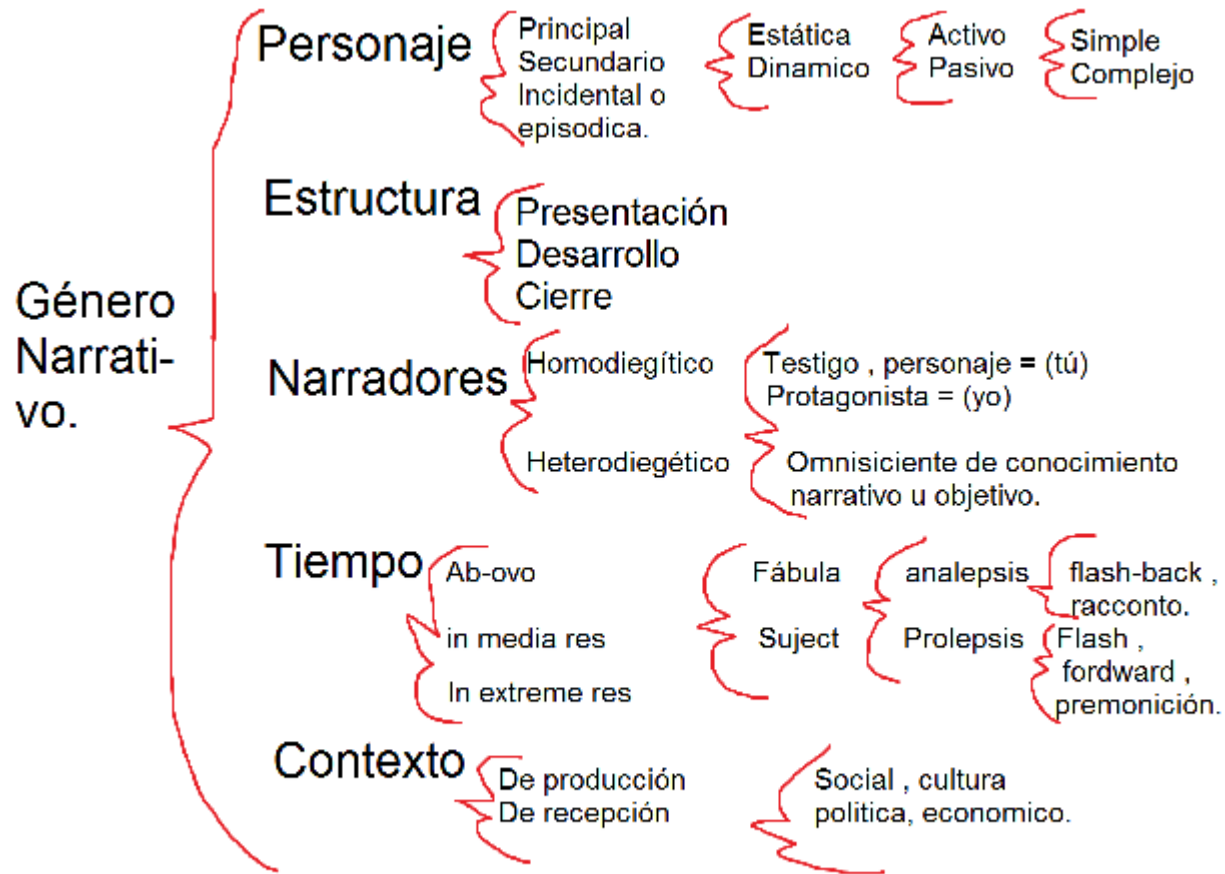 Género
Narrati-
vo.
Personaje
Principal
Secundario
Incidental o
episodica.
Estática
Dinamico
Activo
Pasivo
Simple
Complejo
Estructura
Presentación
Desarrollo
Cierre
Narradores
Homodiegítico
Testigo , personaje = (tú)
Protagonista = (yo)
Heterodiegético
Omnisiciente de conocimiento
narrativo u objetivo.
Tiempo
Ab-ovo
in media res
In extreme res
Fábula
Suject
analepsis
Prolepsis
flash-back ,
racconto.
Flash ,
fordward ,
premonición.
Contexto
De producción
De recepción
Social , cultura
politica, economico.